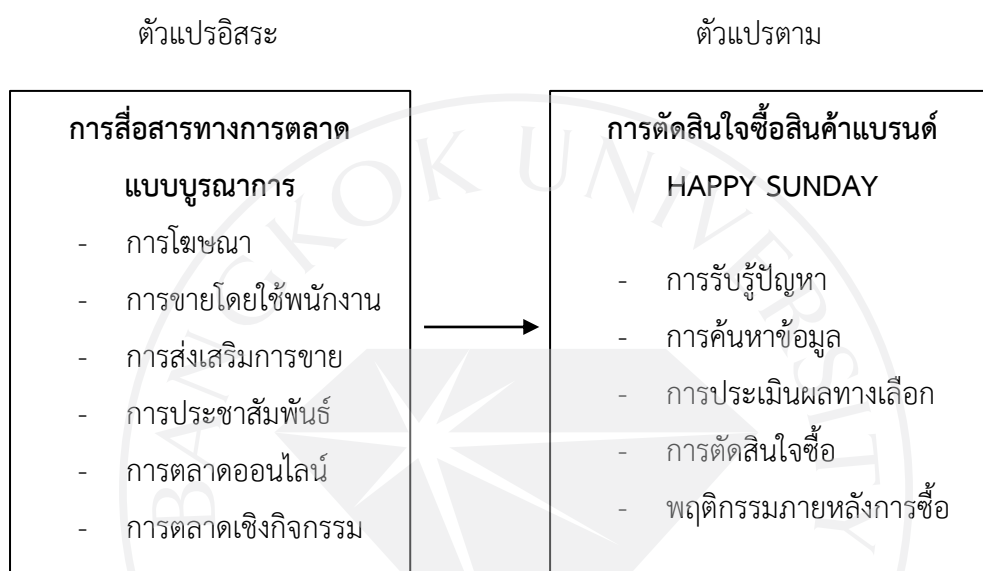 ตัวแปรอิสระ
ตัวแปรตาม
การสื่อสารทางการตลาด
แบบบูรณาการ
- การโฆษณา
- การขายโดยใช้พนักงาน
- การส่งเสริมการขาย
- การประชาสัมพันธ์
- การตลาดออนไลน์
- การตลาดเชิงกิจกรรม
การตัดสินใจซื้อสินค้าแบรนด์
HAPPY SUNDAY
- การรับรู้ปัญหา
- การค้นหาข้อมูล
- การประเมินผลทางเลือก
- การตัดสินใจซื้อ
- พฤติกรรมภายหลังการซื้อ
BANGKOK UNIVERSITY